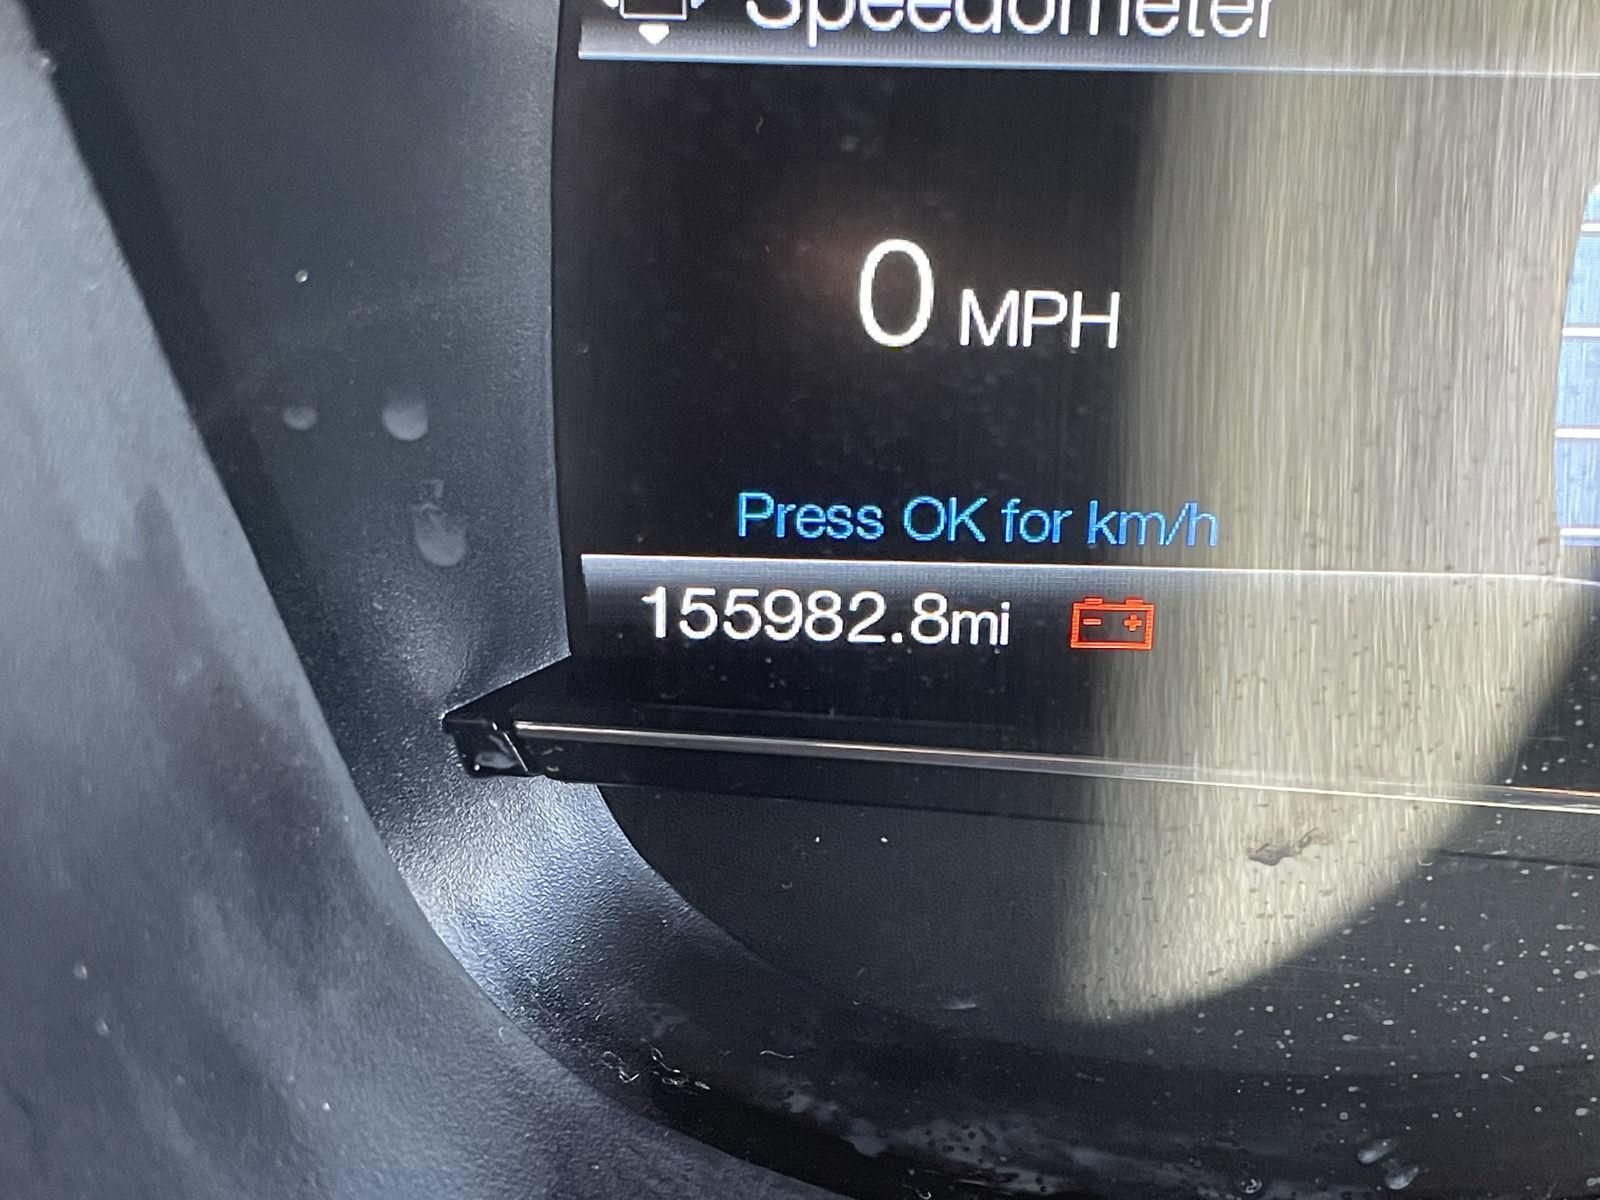 Speedometer
0 MPH
Press OK for km/h
155982.8mi